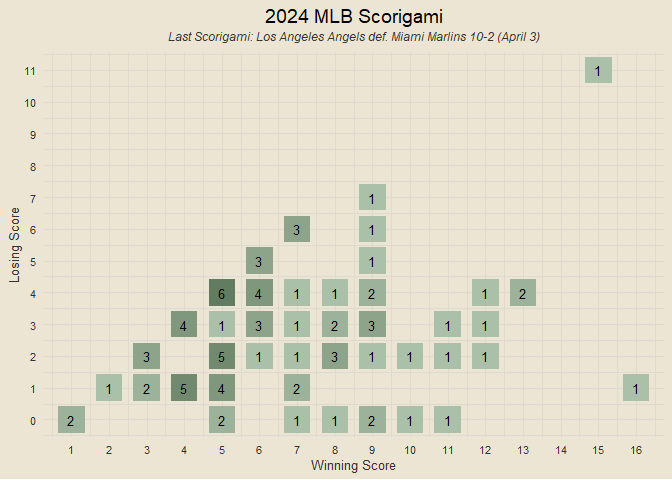 2024 MLB Scorigami
Last Scorigami: Los Angeles Angels def. Miami Marlins 10-2 (April 3)
Losing Score
11 1
10
9
8
7 1
6 3 1
5 3 1
4 6 4 1 1 2 1 2
3 4 1 3 1 2 3 1 1
2 3 5 1 1 3 1 1 1 1
1 1 2 5 4 2 1
0 2 2 1 1 2 1 1
1 2 3 4 5 6 7 8 9 10 11 12 13 14 15 16
Winning Score